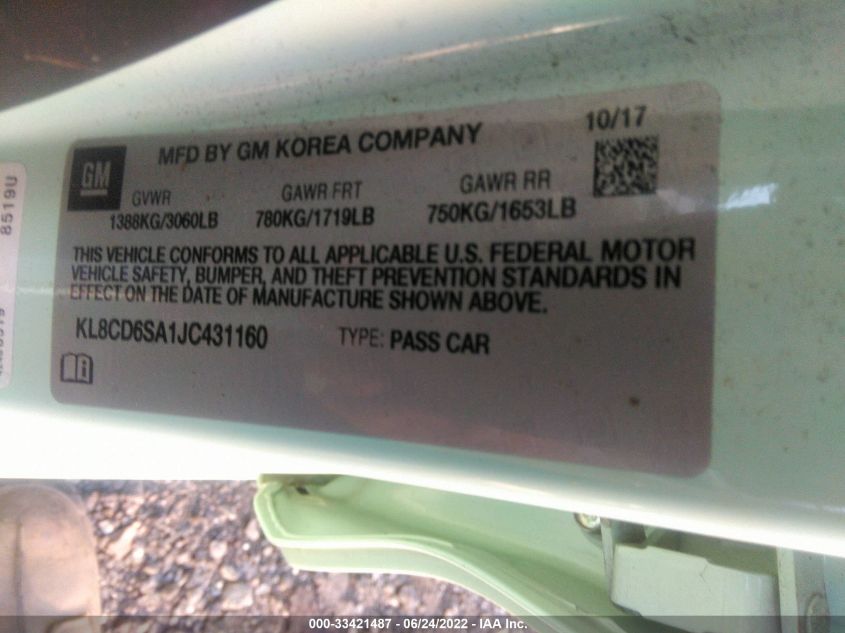 GM
MFD BY GM KOREA COMPANY
10/17
GVWR
GAWR FRT
GAWR RR
1388KG/3060LB
780KG/1719LB
750KG/1653LB
THIS VEHICLE CONFORMS TO ALL APPLICABLE U.S. FEDERAL MOTOR
VEHICLE SAFETY, BUMPER, AND THEFT PREVENTION STANDARDS IN
EFFECT ON THE DATE OF MANUFACTURE SHOWN ABOVE.
KL8CD6SA1JC431160
TYPE: PASS CAR
8519U
000-33421487 - 06/24/2022 - IAA Inc.